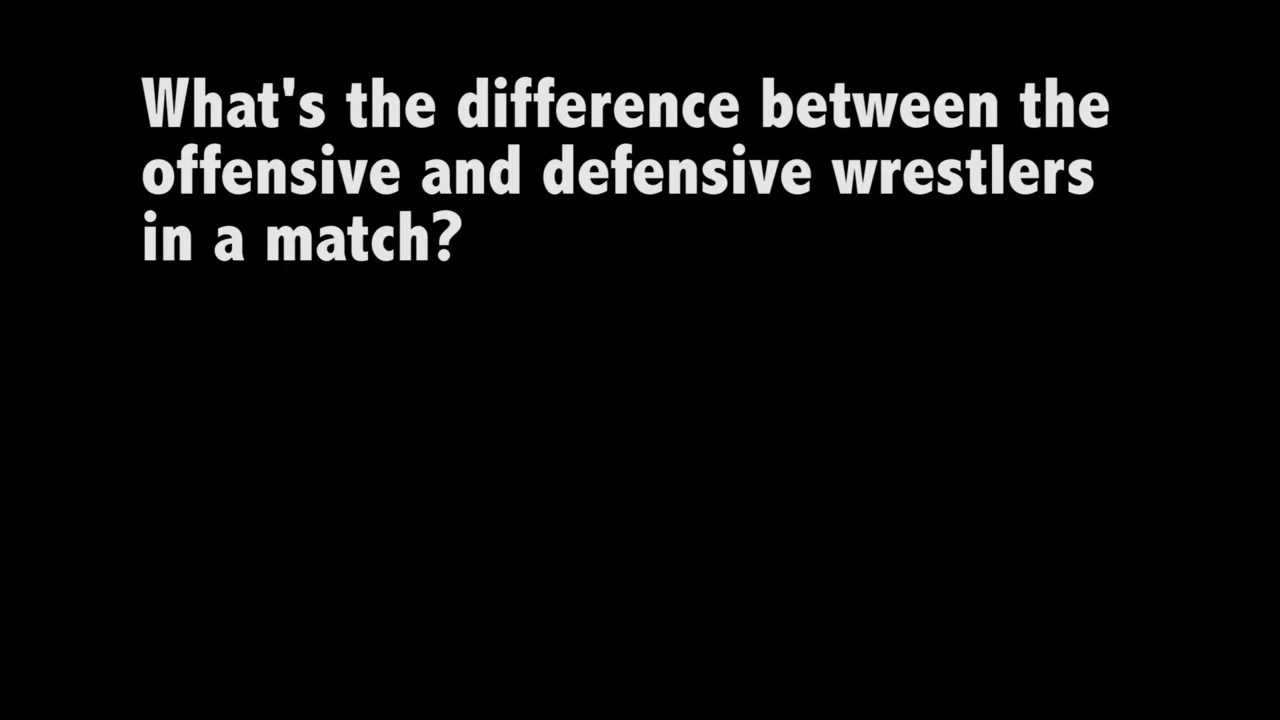 What's the difference between the
offensive and defensive wrestlers
in a match?